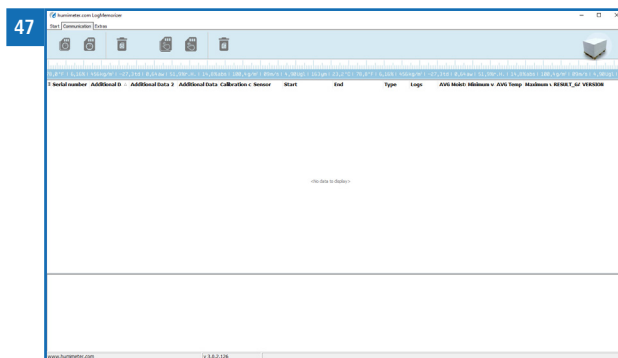 47
humimeter.com LogMemorizer
Start Communication Extras
T Serial number Additional D Additional Data 2 Additional Data Calibration c Sensor Start End Type Logs AVG Moist: Minimum v AVG Temp Maximum v RESULT_G/ VERSION
<No data to display>
www.humimeter.com v 3.0.2.126